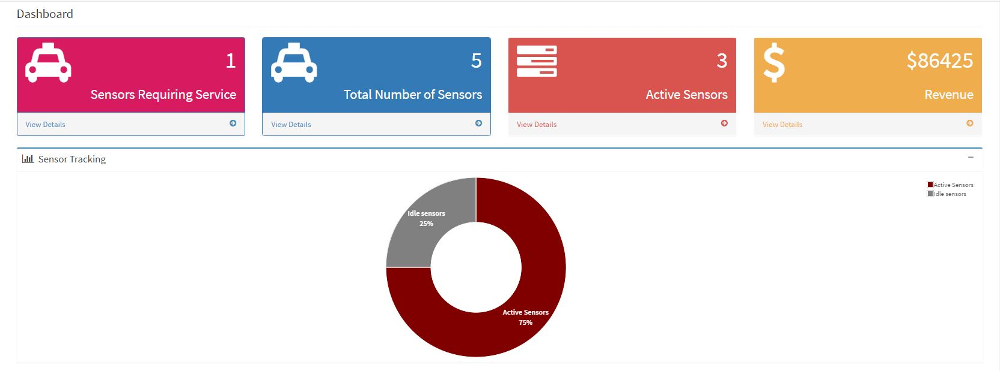 Dashboard
1
Sensors Requiring Service
View Details
5
Total Number of Sensors
View Details
3
Active Sensors
View Details
$86425
Revenue
View Details
Sensor Tracking
Active Sensors
Idle sensors
Idle sensors
25%
Active Sensors
75%